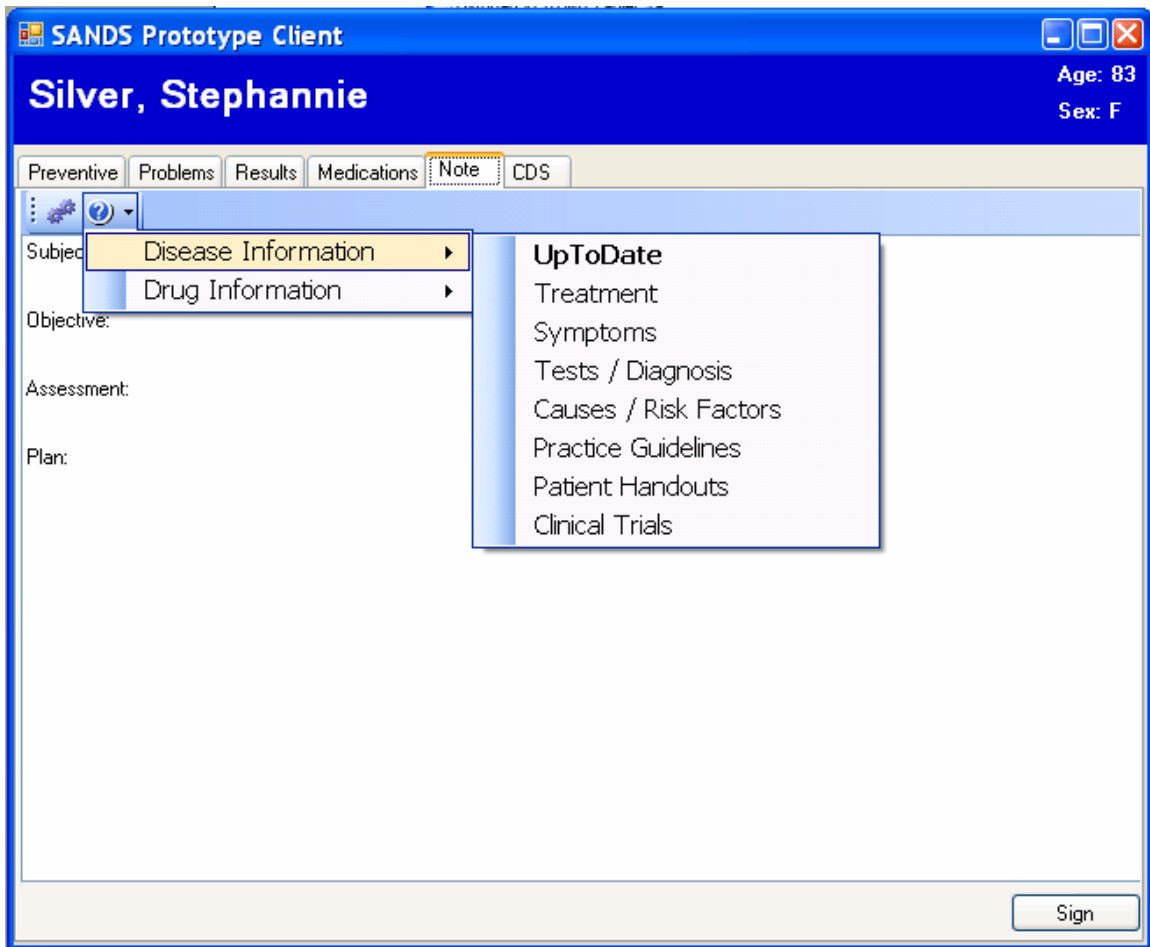 SANDS Prototype Client
Silver, Stephannie
Age: 83
Sex: F
Preventive Problems Results Medications Note CDS
Disease Information
Drug Information
UpToDate
Treatment
Symptoms
Tests / Diagnosis
Causes / Risk Factors
Practice Guidelines
Patient Handouts
Clinical Trials
Subjec
Objective:
Assessment:
Plan:
Sign